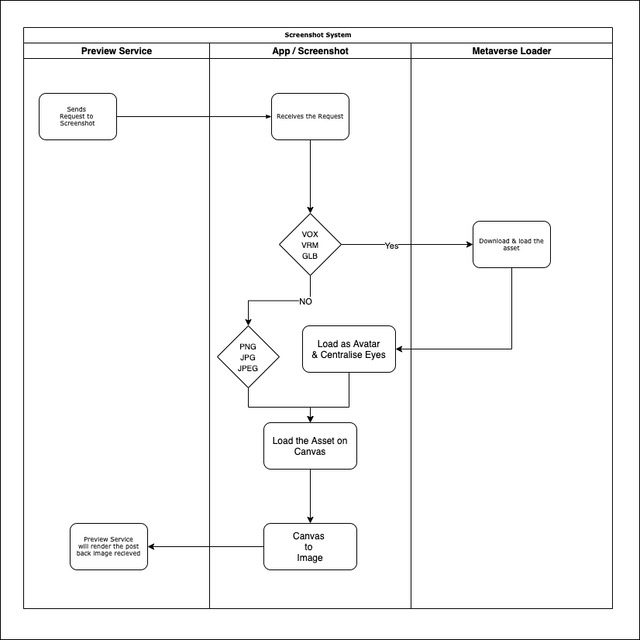 Screenshot System
Preview Service
App / Screenshot
Metaverse Loader
Sends
Request to
Screenshot
Receives the Request
VOX
VRM
GLB
Yes
Download & load the
asset
NO
PNG
JPG
JPEG
Load as Avatar
& Centralise Eyes
Load the Asset on
Canvas
Canvas
to
Image
Preview Service
will render the post
back image recieved